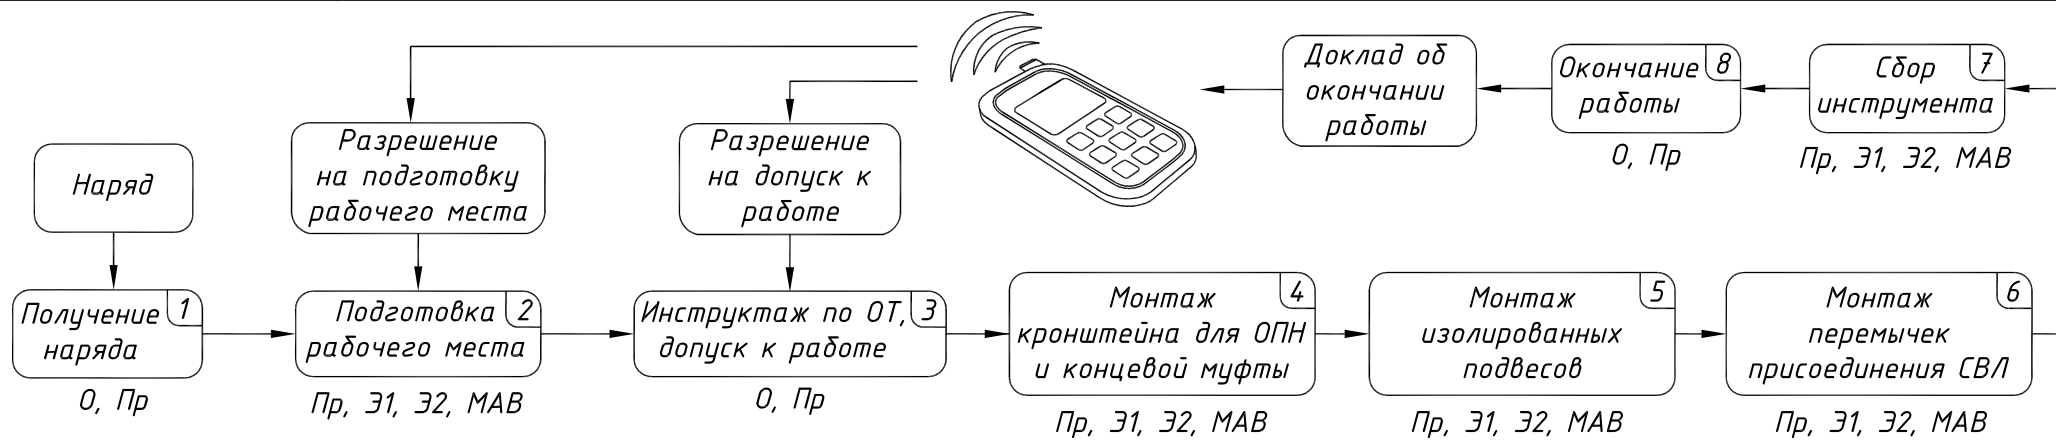 Наряд
Получение
наряда
1
О, Пр
Разрешение
на подготовку
рабочего места
Подготовка
рабочего места
2
Пр, Э1, Э2, МАВ
Разрешение
на допуск к
работе
Инструктаж по ОТ,
допуск к работе
3
О, Пр
Монтаж
кронштейна для ОПН
и концевой муфты
4
Пр, Э1, Э2, МАВ
Монтаж
изолированных
подвесов
5
Пр, Э1, Э2, МАВ
Монтаж
перемычек
присоединения СВЛ
6
Пр, Э1, Э2, МАВ
Сбор
инструмента
7
Пр, Э1, Э2, МАВ
Окончание
работы
8
О, Пр
Доклад об
окончании
работы